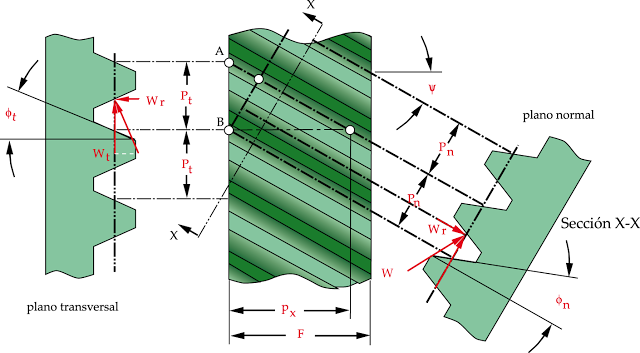 X
A
ϕt
Pt
Wr
ψ
plano normal
B
Pn
Wt
Pt
Pn
Sección X-X
Wr
X
W
ϕn
plano transversal
Px
F